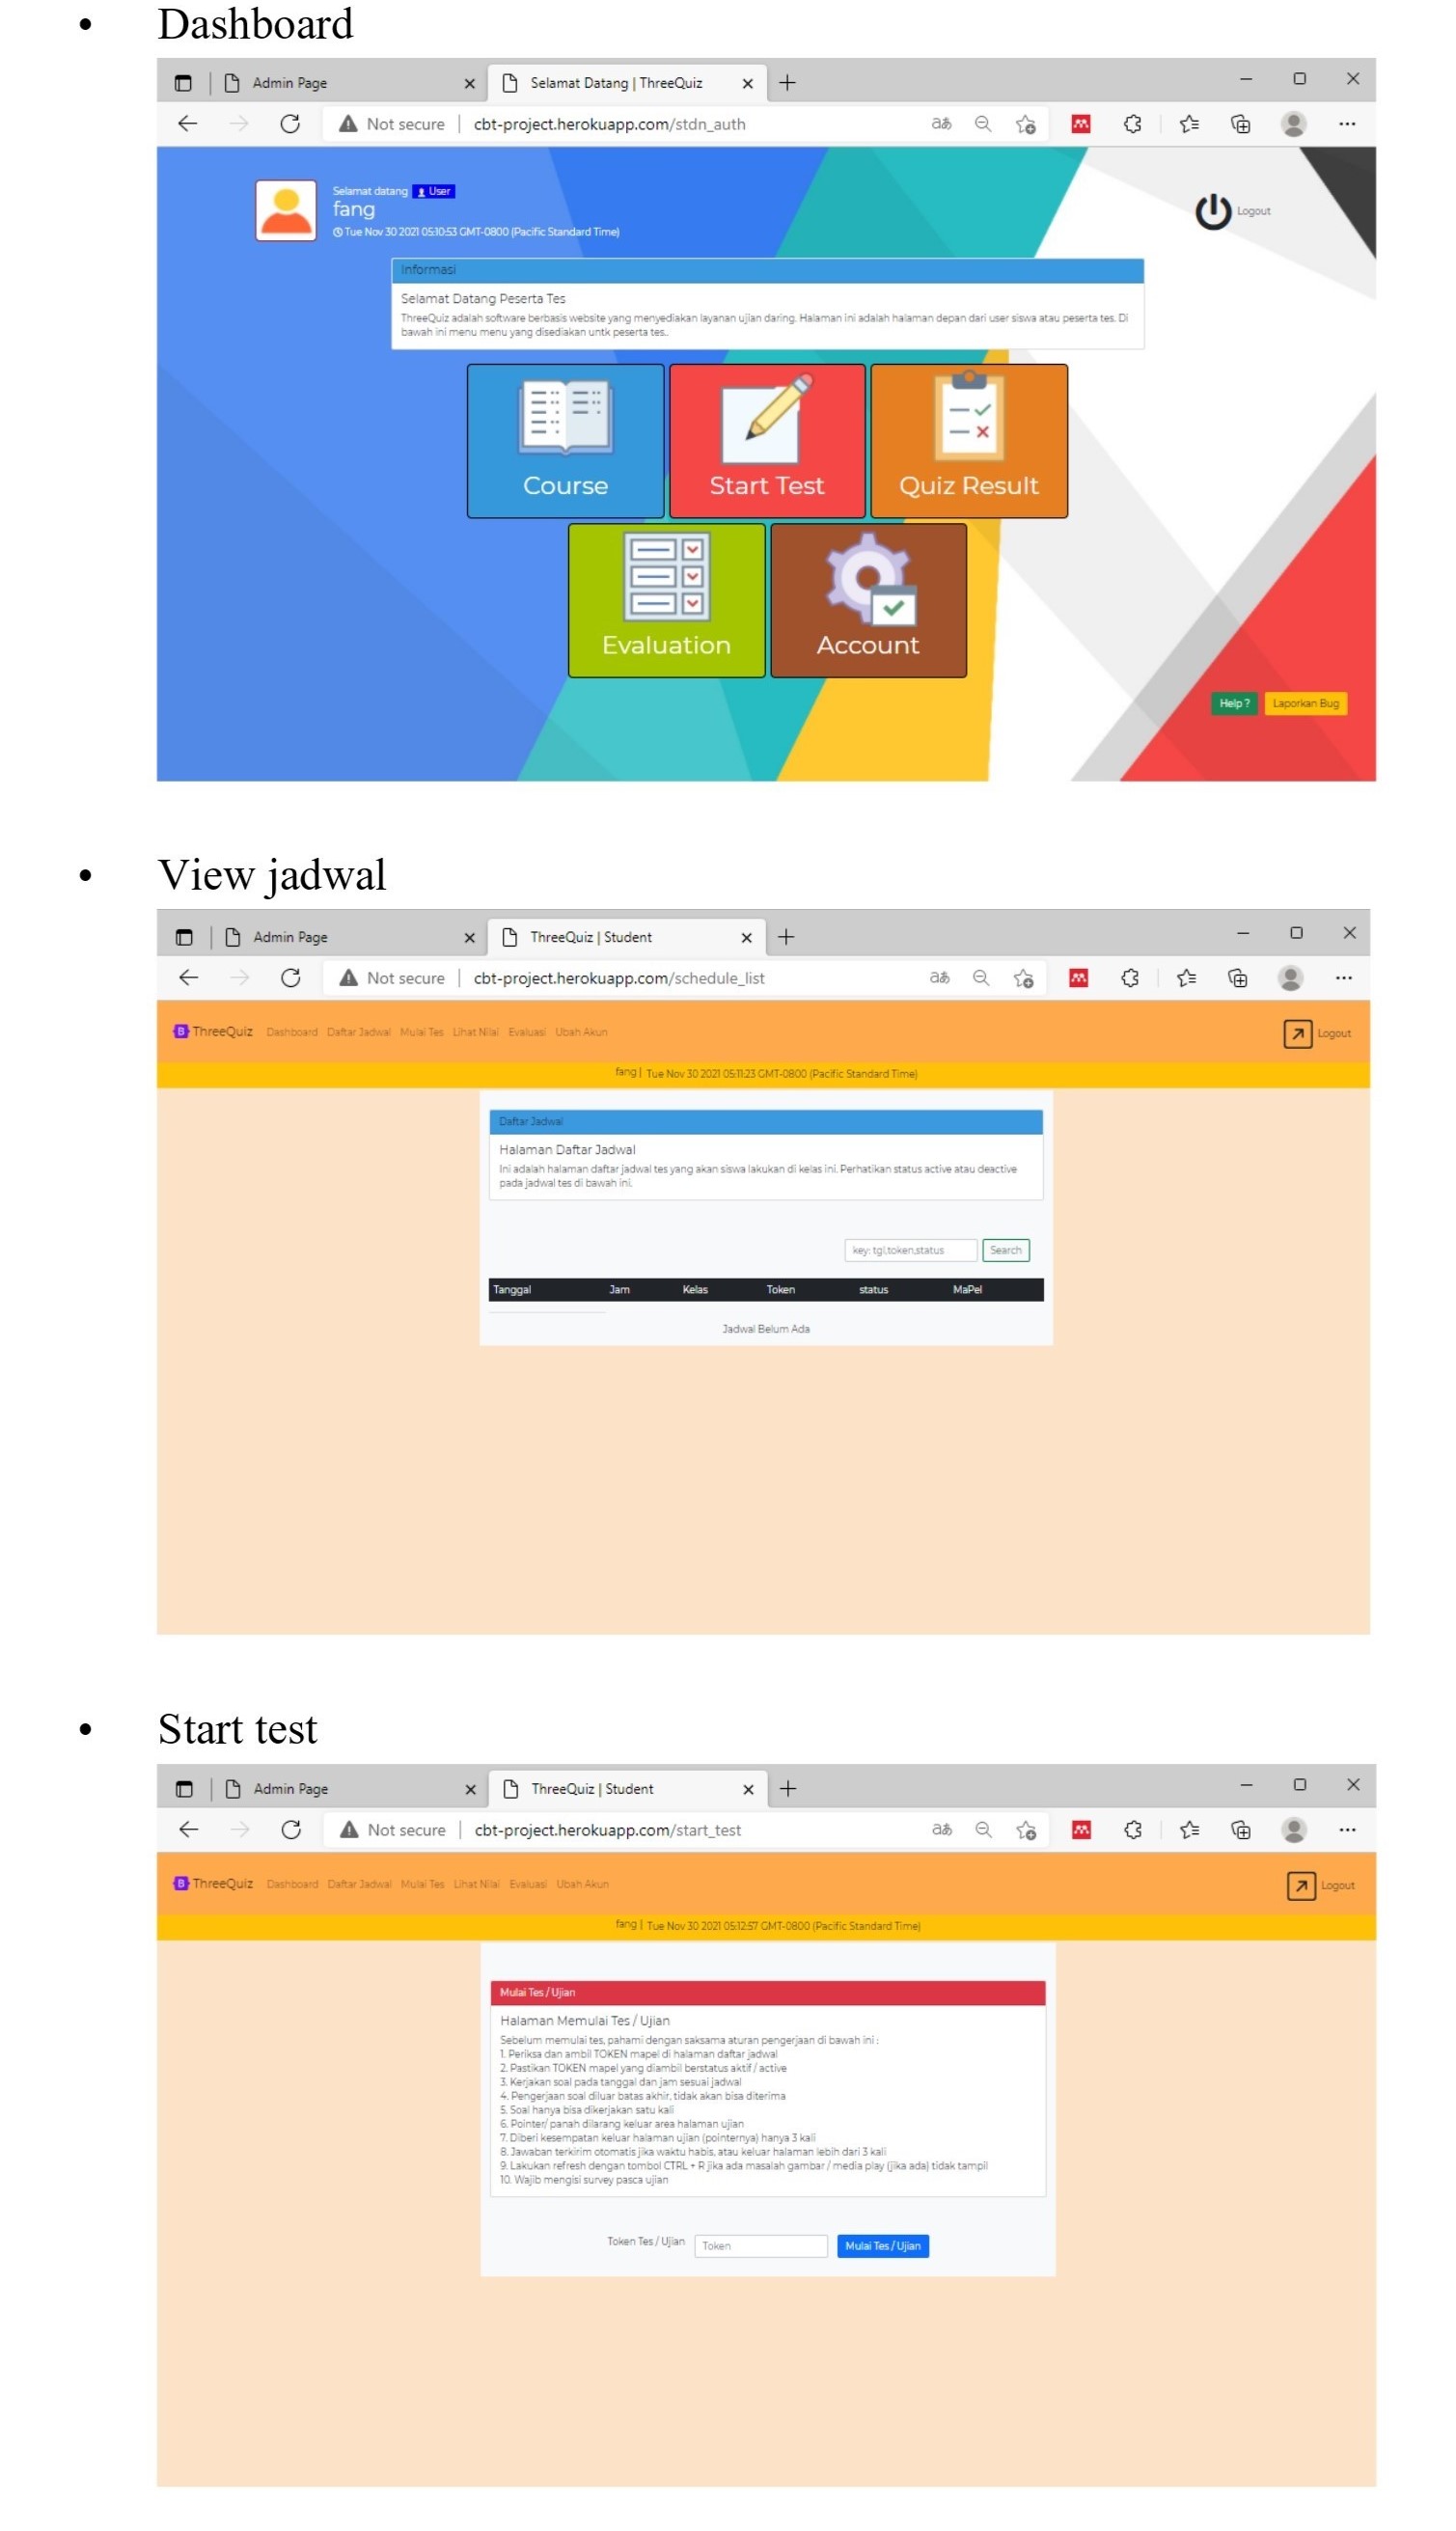 • Dashboard
Admin Page
Selamat Datang | ThreeQuiz
Not secure | cbt-project.herokuapp.com/stdn_auth
Selamat datang User
fang
Tue Nov 30 2021 05:10:53 GMT-0800 (Pacific Standard Time)
Logout
Informasi
Selamat Datang Peserta Tes
ThreeQuiz adalah software berbasis website yang menyediakan layanan ujian daring. Halaman ini adalah halaman depan dari user siswa atau peserta tes. Di
bawah ini menu menu yang disediakan untk peserta tes..
Course
Start Test
Quiz Result
Evaluation
Account
Help ?
Laporkan Bug
• View jadwal
Admin Page
ThreeQuiz | Student
Not secure | cbt-project.herokuapp.com/schedule_list
B ThreeQuiz Dashboard Daftar Jadwal Mulai Tes Lihat Nilai Evaluasi Ubah Akun
Logout
fang | Tue Nov 30 2021 05:11:23 GMT-0800 (Pacific Standard Time)
Daftar Jadwal
Halaman Daftar Jadwal
Ini adalah halaman daftar jadwal tes yang akan siswa lakukan di kelas ini. Perhatikan status active atau deactive
pada jadwal tes di bawah ini.
key: tgl,token,status
Search
Tanggal Jam Kelas Token status MaPel
Jadwal Belum Ada
• Start test
Admin Page
ThreeQuiz | Student
Not secure | cbt-project.herokuapp.com/start_test
B ThreeQuiz Dashboard Daftar Jadwal Mulai Tes Lihat Nilai Evaluasi Ubah Akun
Logout
fang | Tue Nov 30 2021 05:12:57 GMT-0800 (Pacific Standard Time)
Mulai Tes / Ujian
Halaman Memulai Tes / Ujian
Sebelum memulai tes, pahami dengan saksama aturan pengerjaan di bawah ini :
1. Periksa dan ambil TOKEN mapel di halaman daftar jadwal
2. Pastikan TOKEN mapel yang diambil berstatus aktif / active
3. Kerjakan soal pada tanggal dan jam sesuai jadwal
4. Pengerjaan soal diluar batas akhir, tidak akan bisa diterima
5. Soal hanya bisa dikerjakan satu kali
6. Pointer/ panah dilarang keluar area halaman ujian
7. Diberi kesempatan keluar halaman ujian (pointernya) hanya 3 kali
8. Jawaban terkirim otomatis jika waktu habis, atau keluar halaman lebih dari 3 kali
9. Lakukan refresh dengan tombol CTRL + R jika ada masalah gambar / media play (jika ada) tidak tampil
10. Wajib mengisi survey pasca ujian
Token Tes / Ujian
Token
Mulai Tes / Ujian